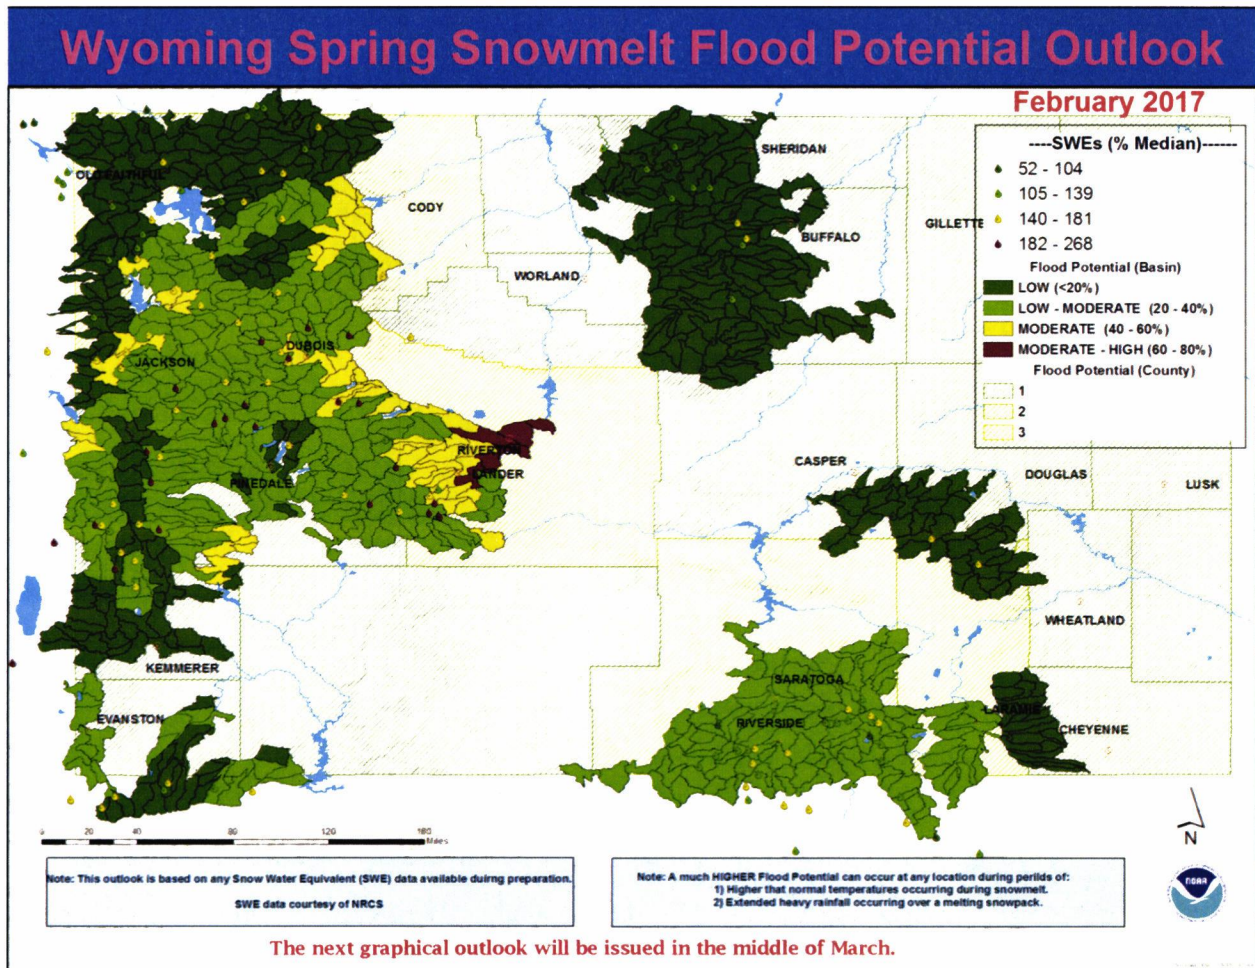 Wyoming Spring Snowmelt Flood Potential Outlook
February 2017
----SWEs (% Median)------
52 - 104
105 - 139
140 - 181
182 - 268
Flood Potential (Basin)
LOW (<20%)
LOW - MODERATE (20 - 40%)
MODERATE (40 - 60%)
MODERATE - HIGH (60 - 80%)
Flood Potential (County)
1
2
3
SHERIDAN
OLD FAITHFUL
CODY
GILLETTE
BUFFALO
WORLAND
DUBOIS
JACKSON
RIVERTON
LANDER
CASPER
DOUGLAS
LUSK
PINEDALE
WHEATLAND
KEMMERER
SARATOGA
LARAMIE
EVANSTON
RIVERSIDE
CHEYENNE
0 20 40 80 120 160
Miles
N
Note: This outlook is based on any Snow Water Equivalent (SWE) data available duirng preparation.
SWE data courtesy of NRCS
Note: A much HIGHER Flood Potential can occur at any location during perilds of:
1) Higher that normal temperatures occurring during snowmelt.
2) Extended heavy rainfall occurring over a melting snowpack.
NOAA
The next graphical outlook will be issued in the middle of March.